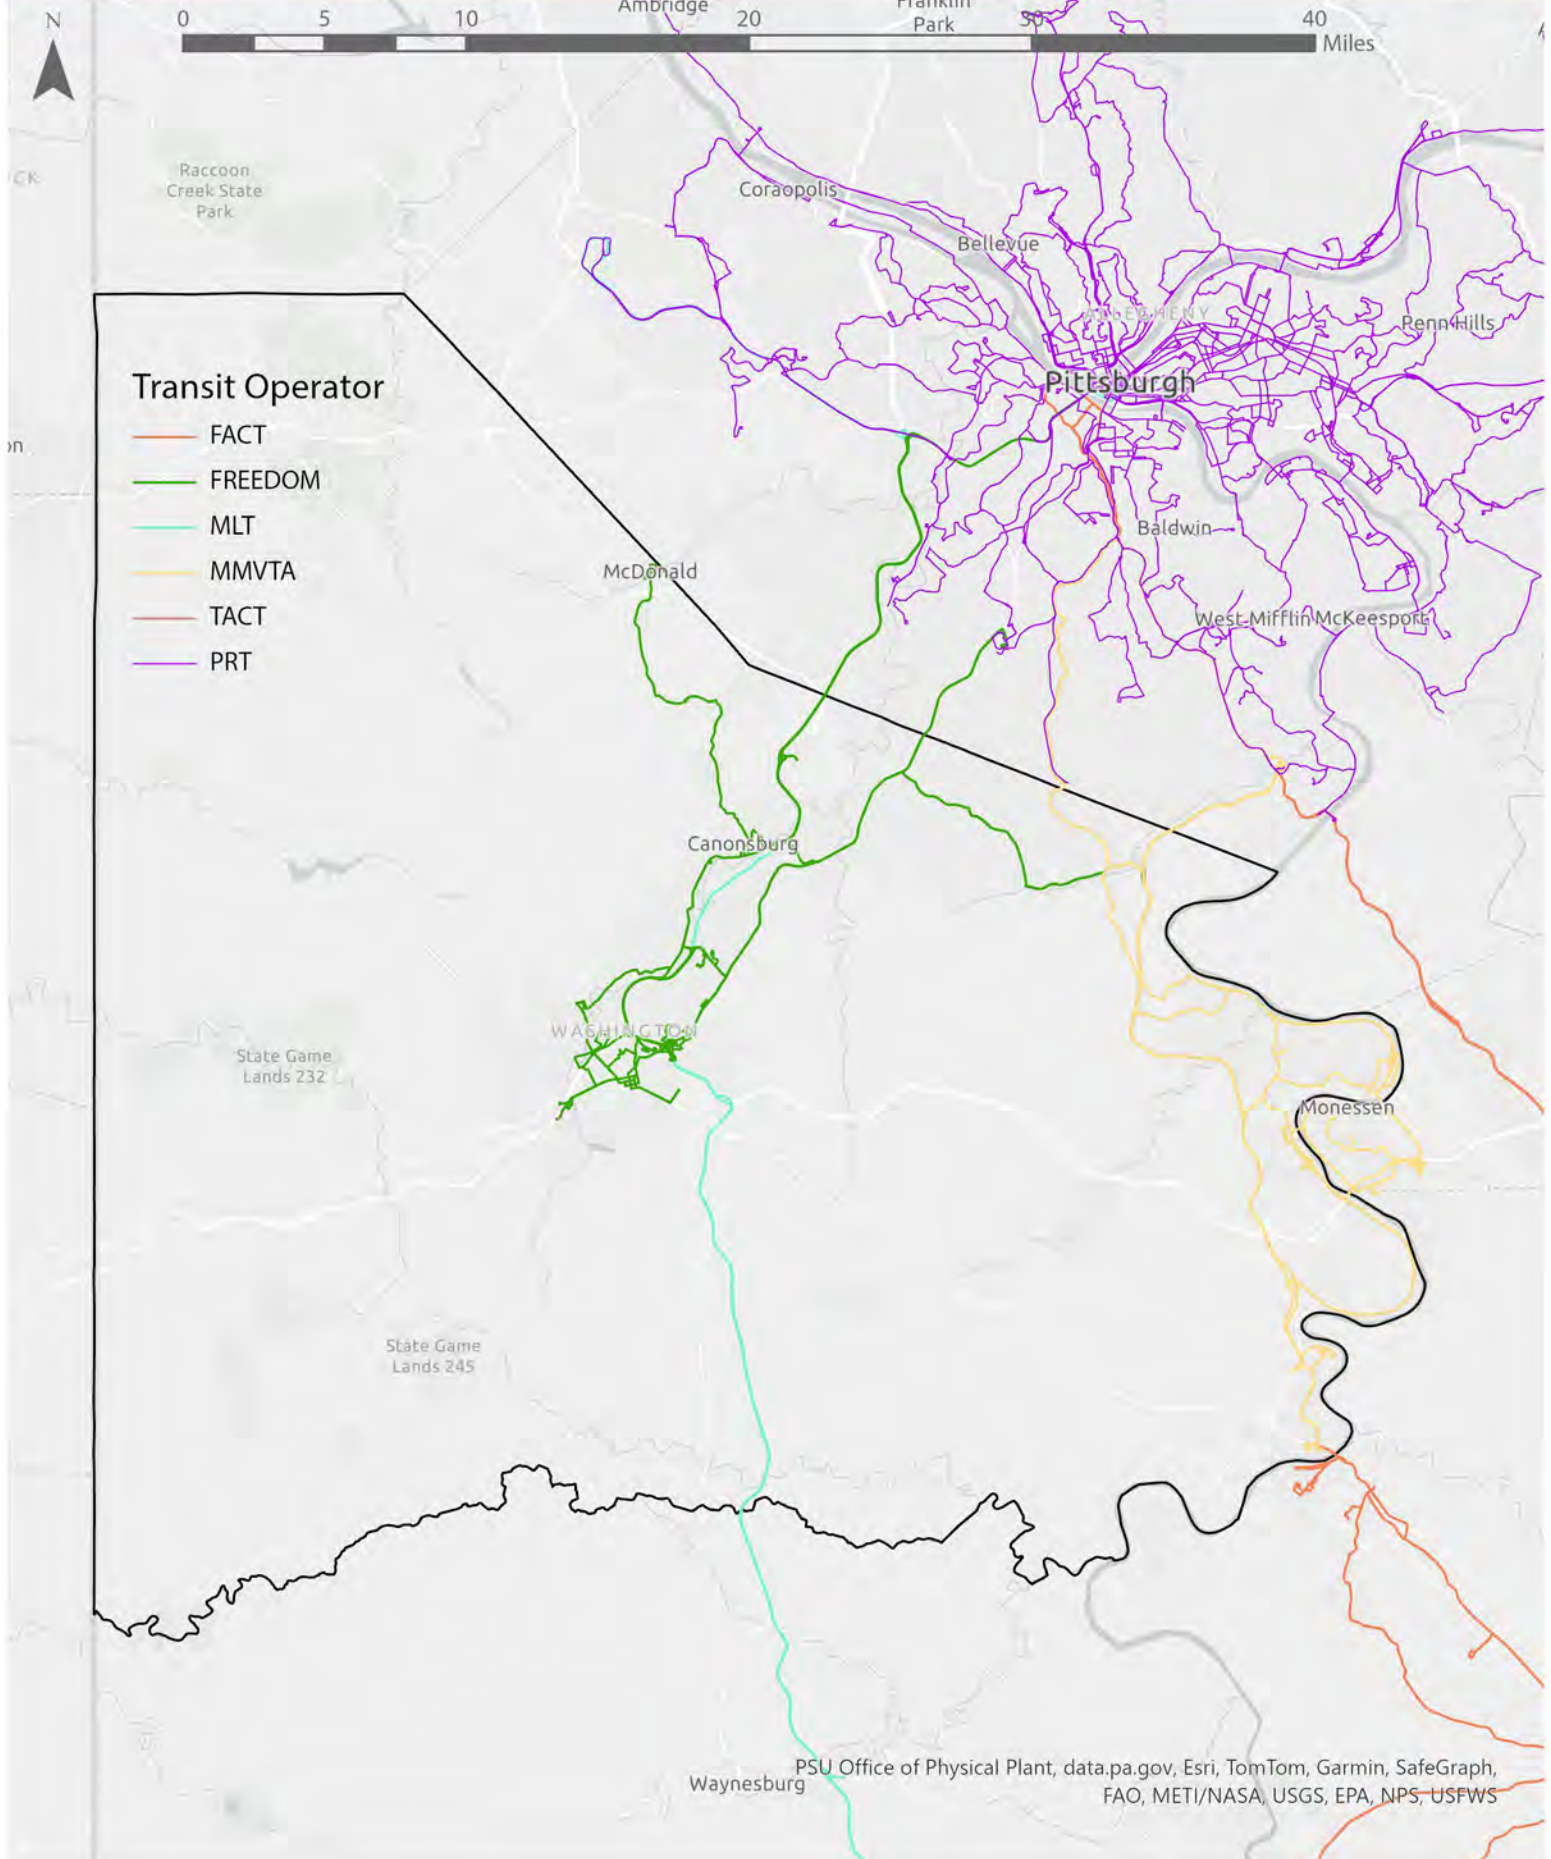 Ambridge
Franklin
Park
N
0 5 10 20 30 40
Miles
Raccoon
Creek State
Park
Coraopolis
Bellevue
ALLEGHENY
Penn Hills
Pittsburgh
Transit Operator
FACT
FREEDOM
MLT
MMVTA
TACT
PRT
Baldwin
McDonald
West Mifflin
McKeesport
Canonsburg
WASHINGTON
State Game
Lands 232
Monessen
State Game
Lands 245
Waynesburg
PSU Office of Physical Plant, data.pa.gov, Esri, TomTom, Garmin, SafeGraph,
FAO, METI/NASA, USGS, EPA, NPS, USFWS